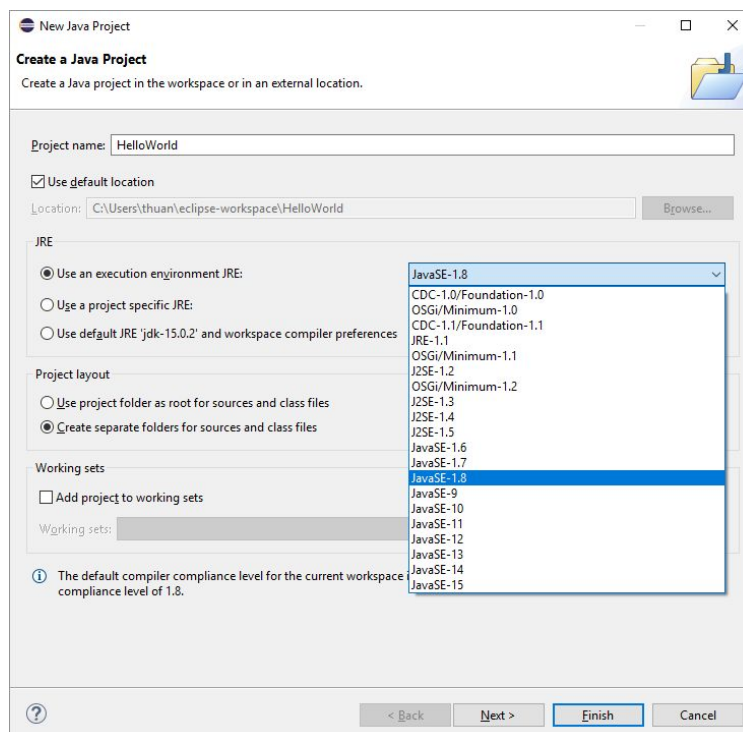 New Java Project
Create a Java Project
Create a Java project in the workspace or in an external location.
Project name: HelloWorld
Use default location
Location: C:\Users\thuan\eclipse-workspace\HelloWorld Browse...
JRE
Use an execution environment JRE: JavaSE-1.8
CDC-1.0/Foundation-1.0
OSGi/Minimum-1.0
CDC-1.1/Foundation-1.1
JRE-1.1
OSGi/Minimum-1.1
J2SE-1.2
OSGi/Minimum-1.2
J2SE-1.3
J2SE-1.4
J2SE-1.5
JavaSE-1.6
JavaSE-1.7
JavaSE-1.8
JavaSE-9
JavaSE-10
JavaSE-11
JavaSE-12
JavaSE-13
JavaSE-14
JavaSE-15
Use a project specific JRE:
Use default JRE 'jdk-15.0.2' and workspace compiler preferences
Project layout
Use project folder as root for sources and class files
Create separate folders for sources and class files
Working sets
Add project to working sets
Working sets:
The default compiler compliance level for the current workspace
compliance level of 1.8.
< Back Next > Finish Cancel